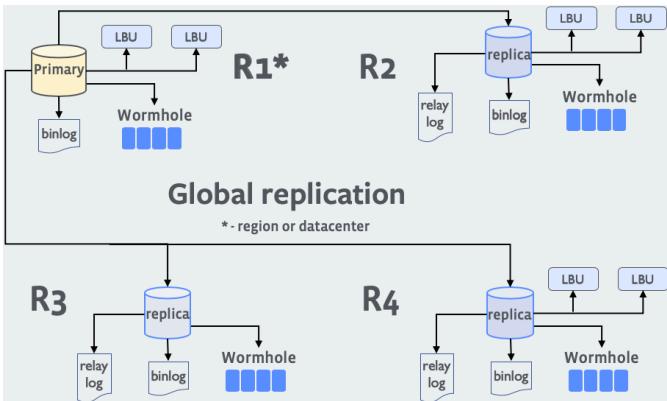 LBU
LBU
Primary
R1*
binlog
Wormhole
R2
LBU
LBU
replica
relay
log
binlog
Wormhole
Global replication
* - region or datacenter
R3
replica
relay
log
binlog
Wormhole
R4
LBU
LBU
replica
relay
log
binlog
Wormhole